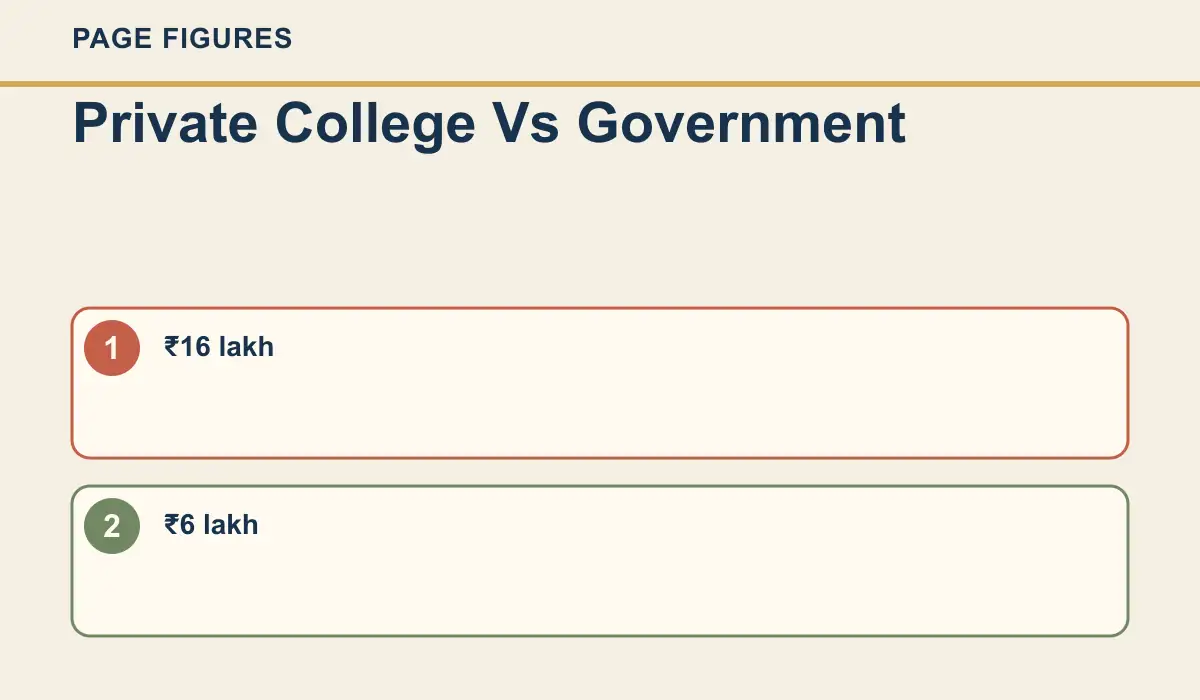 PAGE FIGURES
Private College Vs Government
1
₹16 lakh
2
₹6 lakh